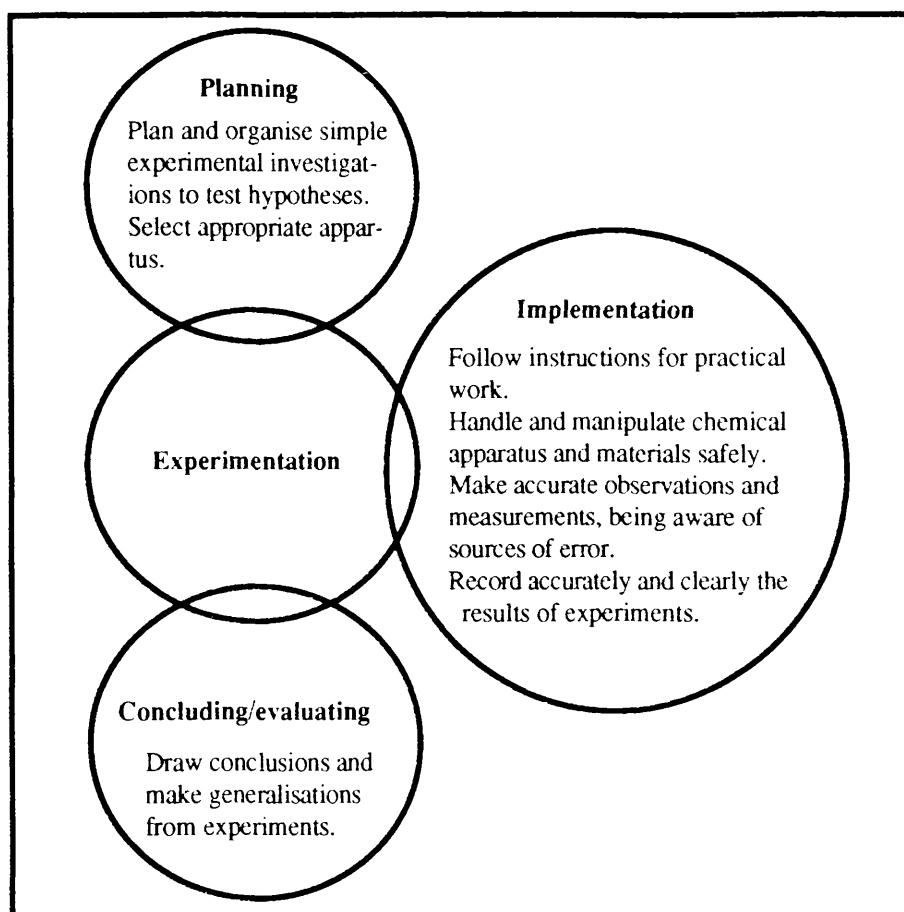 Planning
Plan and organise simple
experimental investigat-
ions to test hypotheses.
Select appropriate appar-
tus.
Implementation
Follow instructions for practical
work.
Handle and manipulate chemical
apparatus and materials safely.
Make accurate observations and
measurements, being aware of
sources of error.
Record accurately and clearly the
results of experiments.
Experimentation
Concluding/evaluating
Draw conclusions and
make generalisations
from experiments.